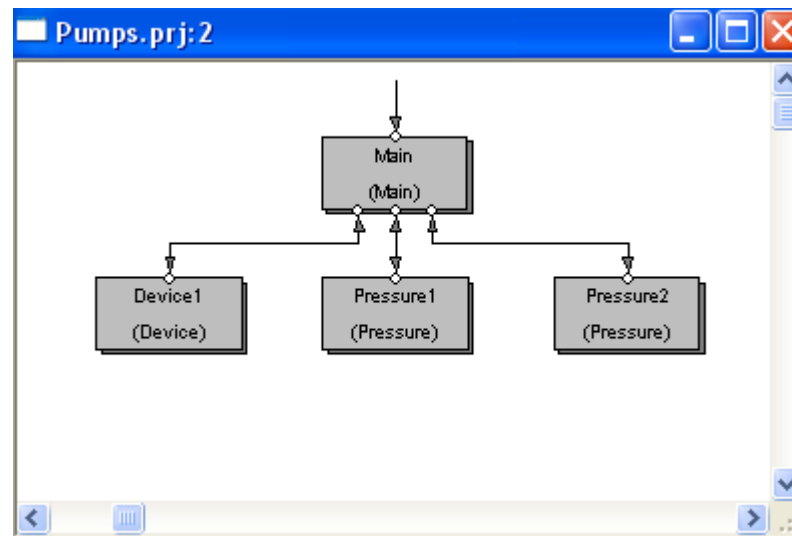 Pumps.prj:2
Main
(Main)
Device1
(Device)
Pressure1
(Pressure)
Pressure2
(Pressure)